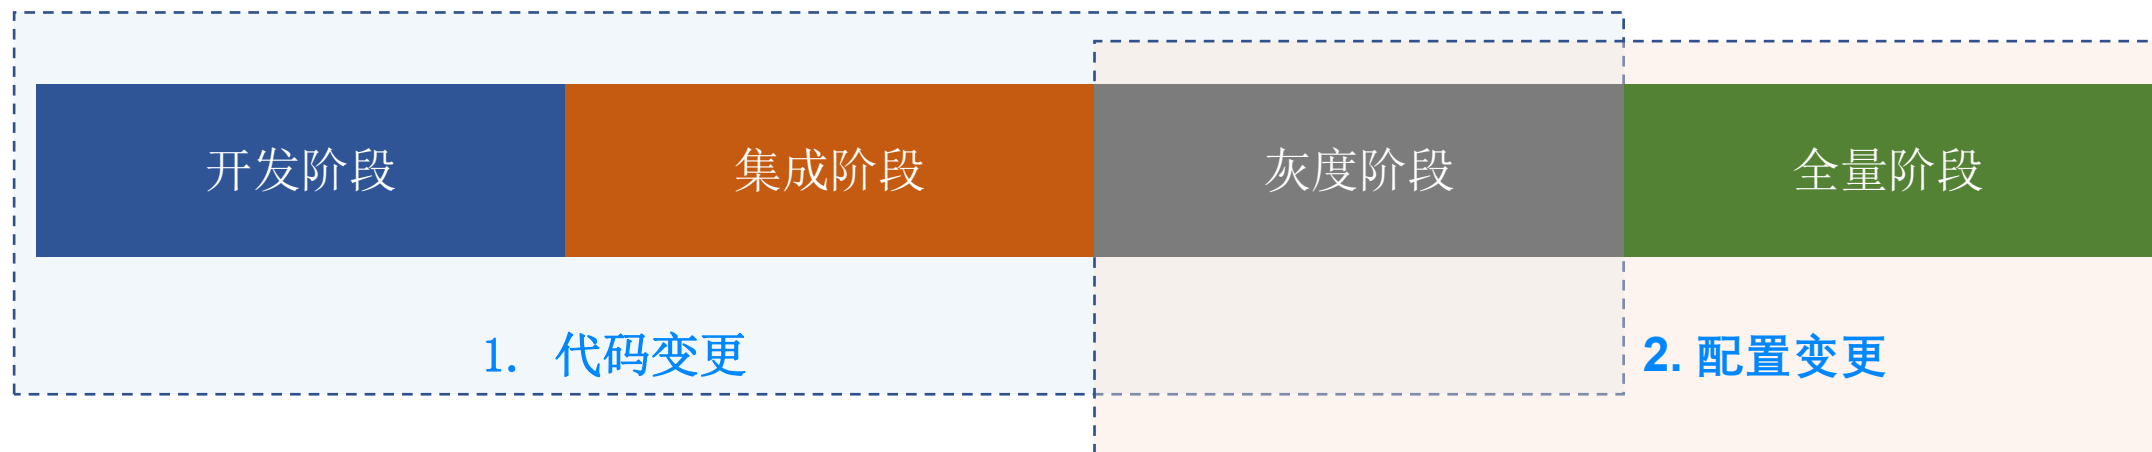 开发阶段
集成阶段
灰度阶段
全量阶段
1. 代码变更
2. 配置变更